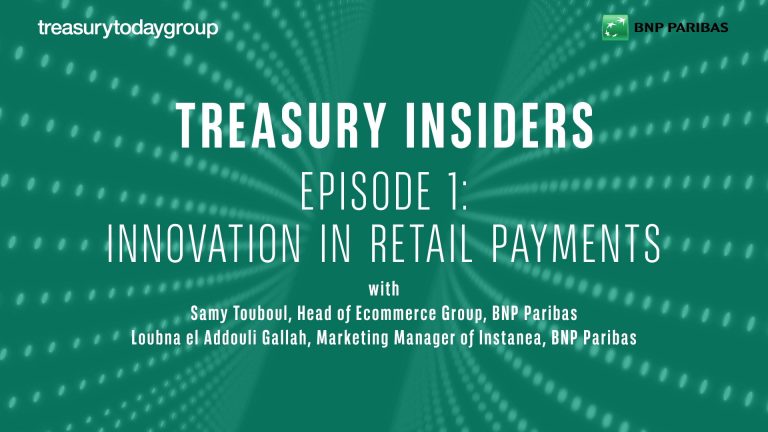 treasurytodaygroup
BNP PARIBAS
TREASURY INSIDERS
EPISODE 1:
INNOVATION IN RETAIL PAYMENTS
with
Samy Touboul, Head of Ecommerce Group, BNP Paribas
Loubna el Addouli Gallah, Marketing Manager of Instanea, BNP Paribas